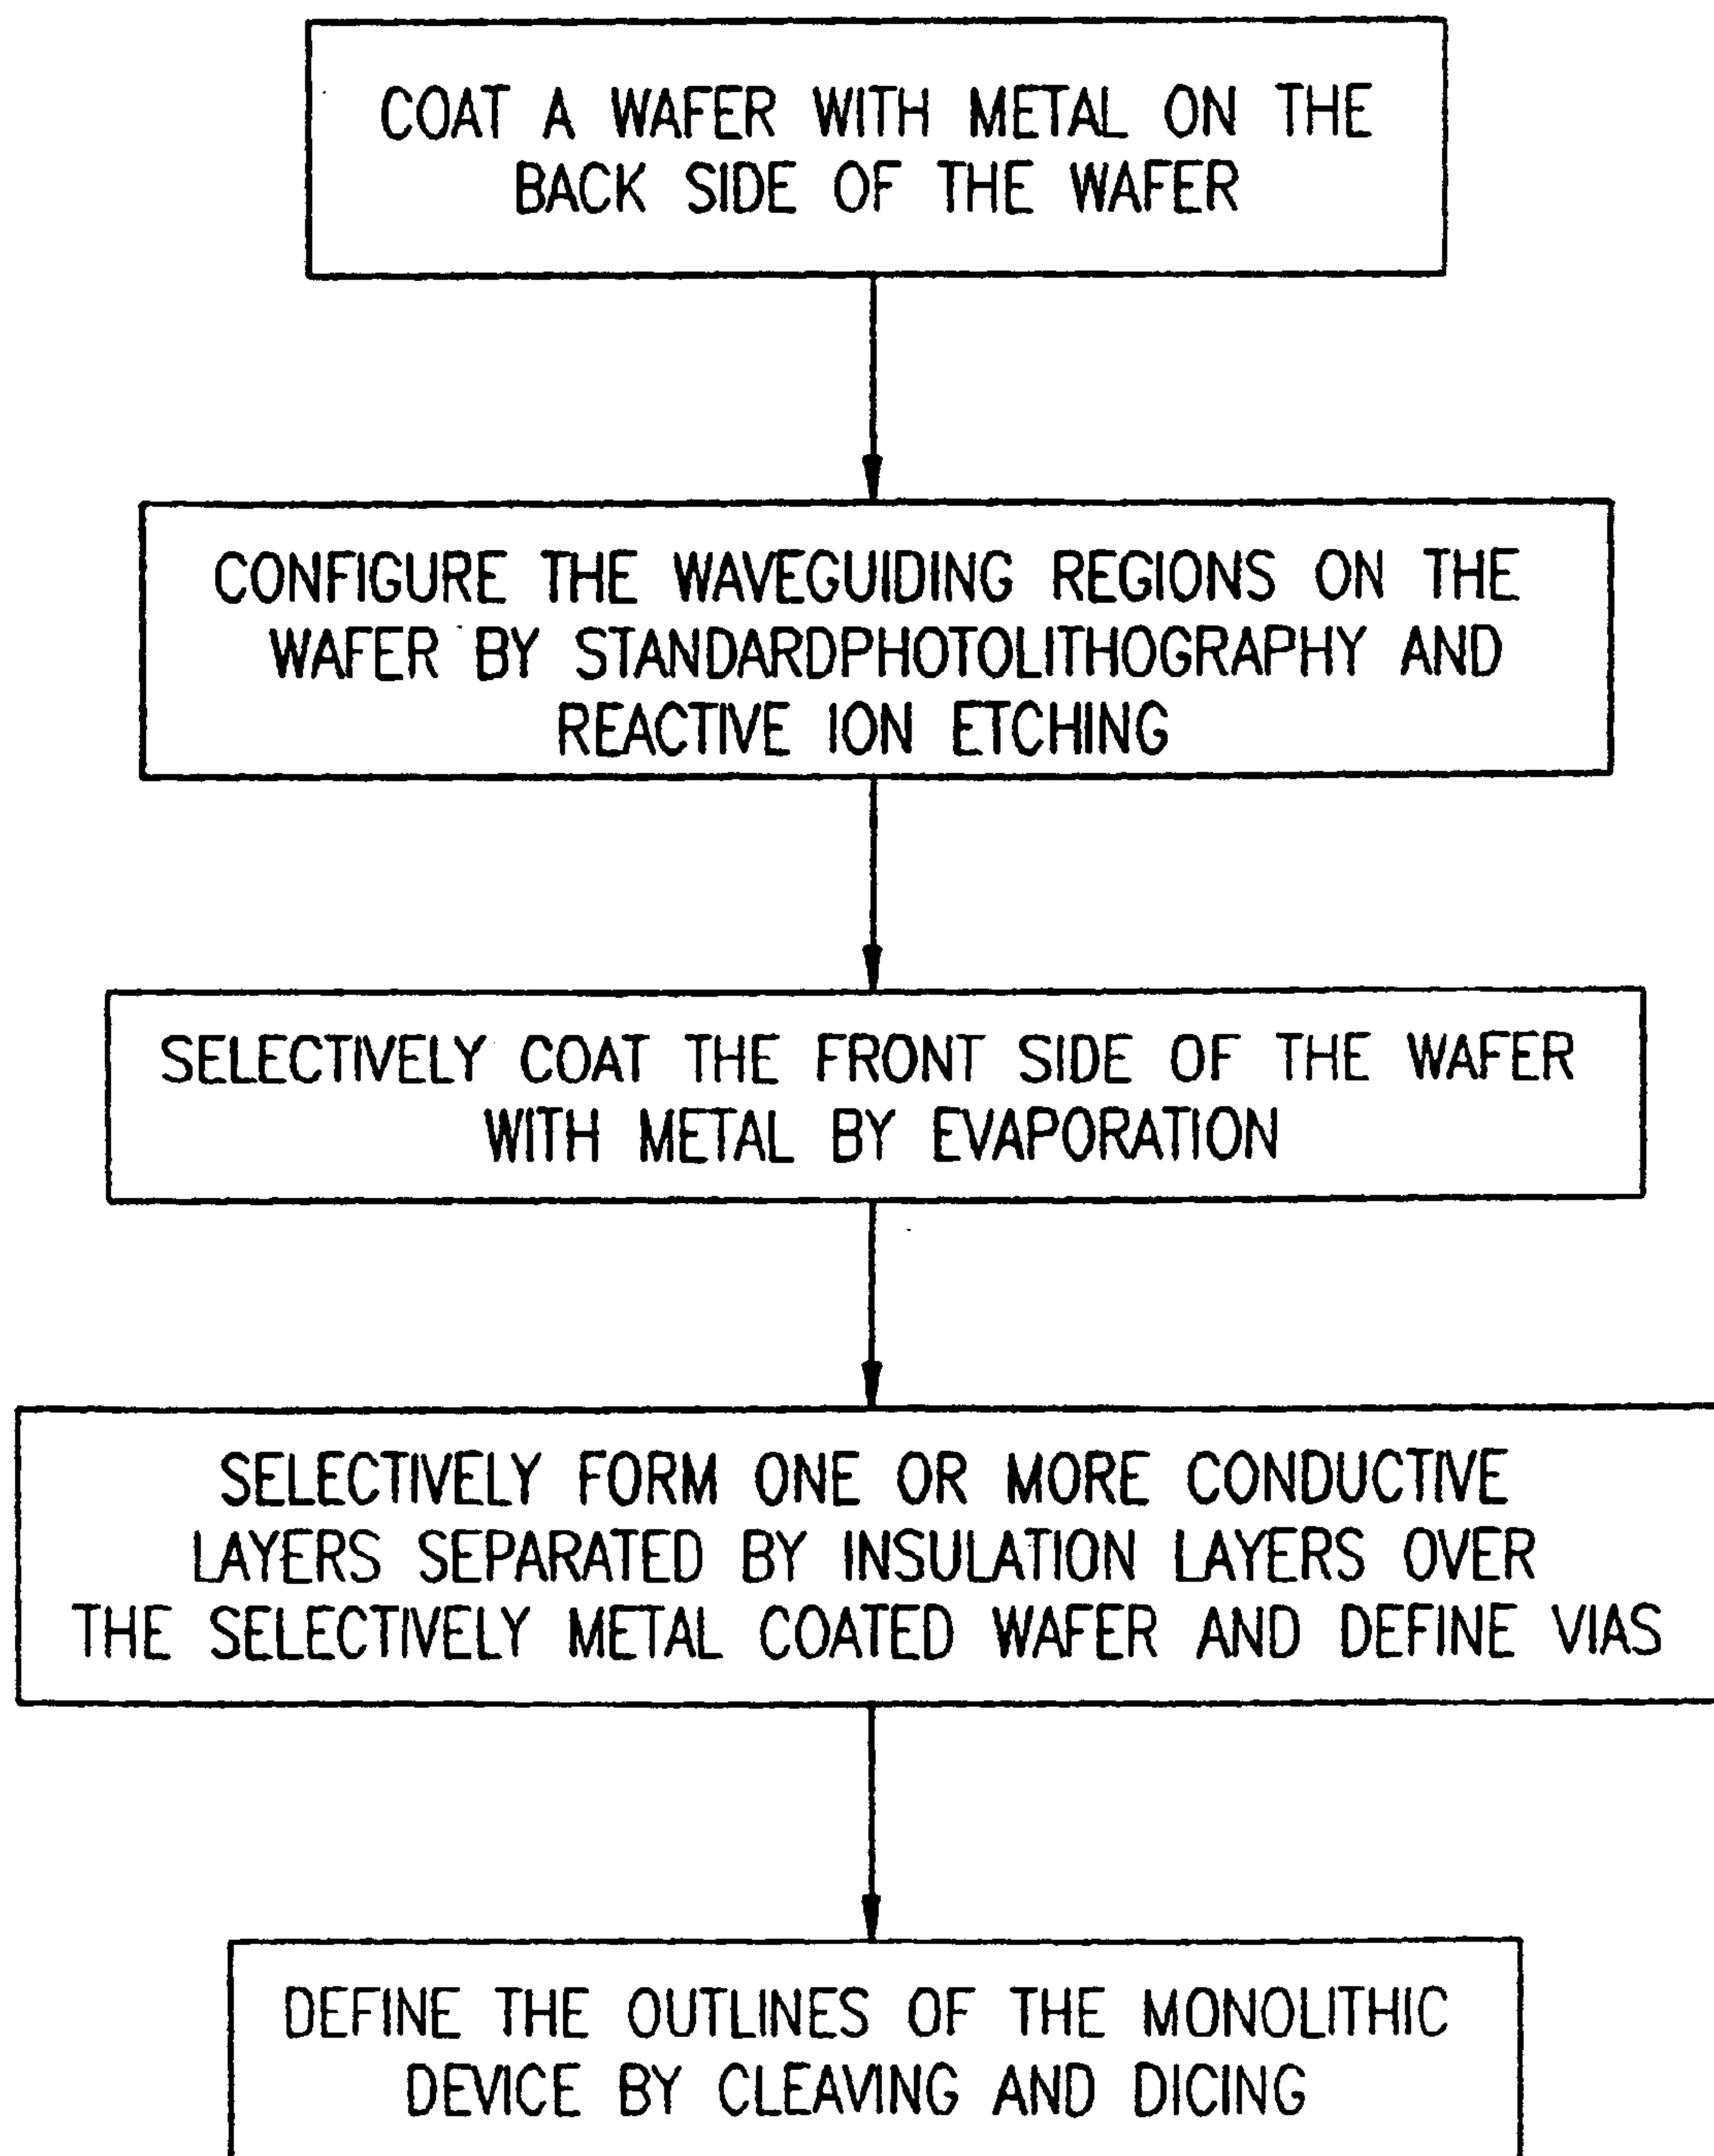 COAT A WAFER WITH METAL ON THE
BACK SIDE OF THE WAFER
CONFIGURE THE WAVEGUIDING REGIONS ON THE
WAFER BY STANDARDPHOTOLITHOGRAPHY AND
REACTIVE ION ETCHING
SELECTIVELY COAT THE FRONT SIDE OF THE WAFER
WITH METAL BY EVAPORATION
SELECTIVELY FORM ONE OR MORE CONDUCTIVE
LAYERS SEPARATED BY INSULATION LAYERS OVER
THE SELECTIVELY METAL COATED WAFER AND DEFINE VIAS
DEFINE THE OUTLINES OF THE MONOLITHIC
DEVICE BY CLEAVING AND DICING